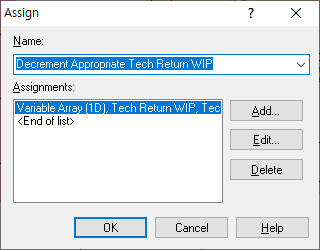 Assign
Name:
Decrement Appropriate Tech Return WIP
Assignments:
Variable Array (1D), Tech Return WIP, Tec
<End of list>
Add...
Edit...
Delete
OK
Cancel
Help